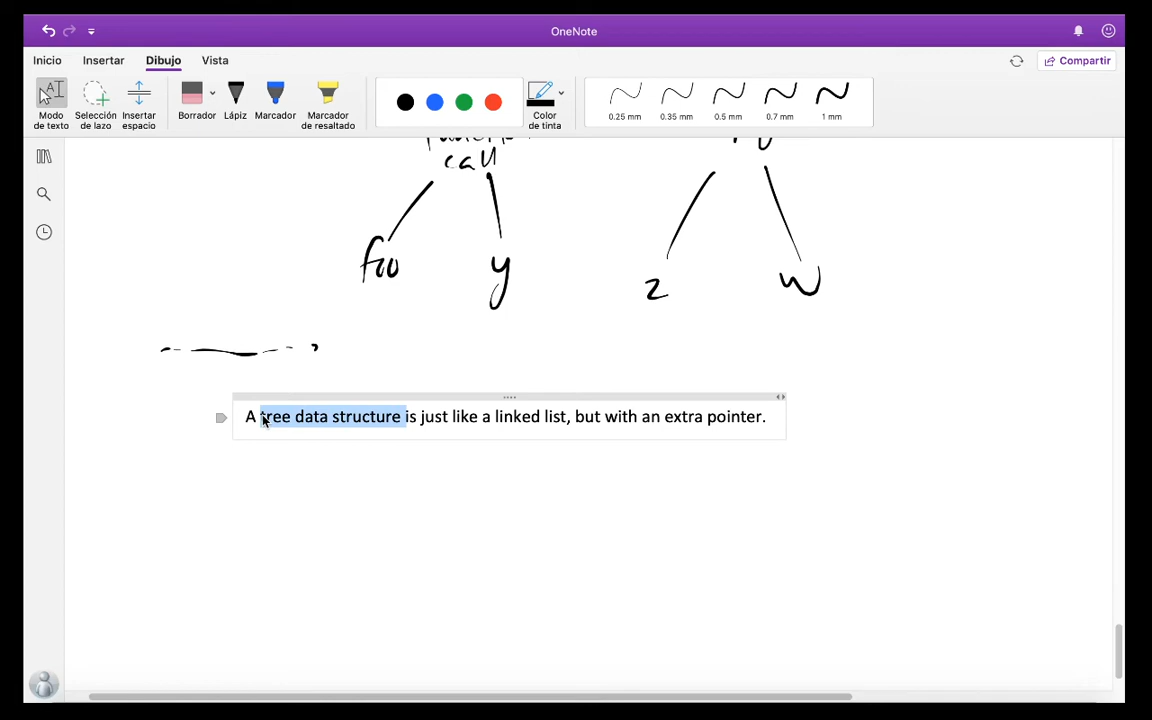 OneNote
Inicio Insertar Dibujo Vista
Compartir
Modo de texto
Selección de lazo
Insertar espacio
Borrador
Lápiz
Marcador
Marcador de resaltado
Color de tinta
0.25 mm 0.35 mm 0.5 mm 0.7 mm 1 mm
call
foo y z w
A tree data structure is just like a linked list, but with an extra pointer.